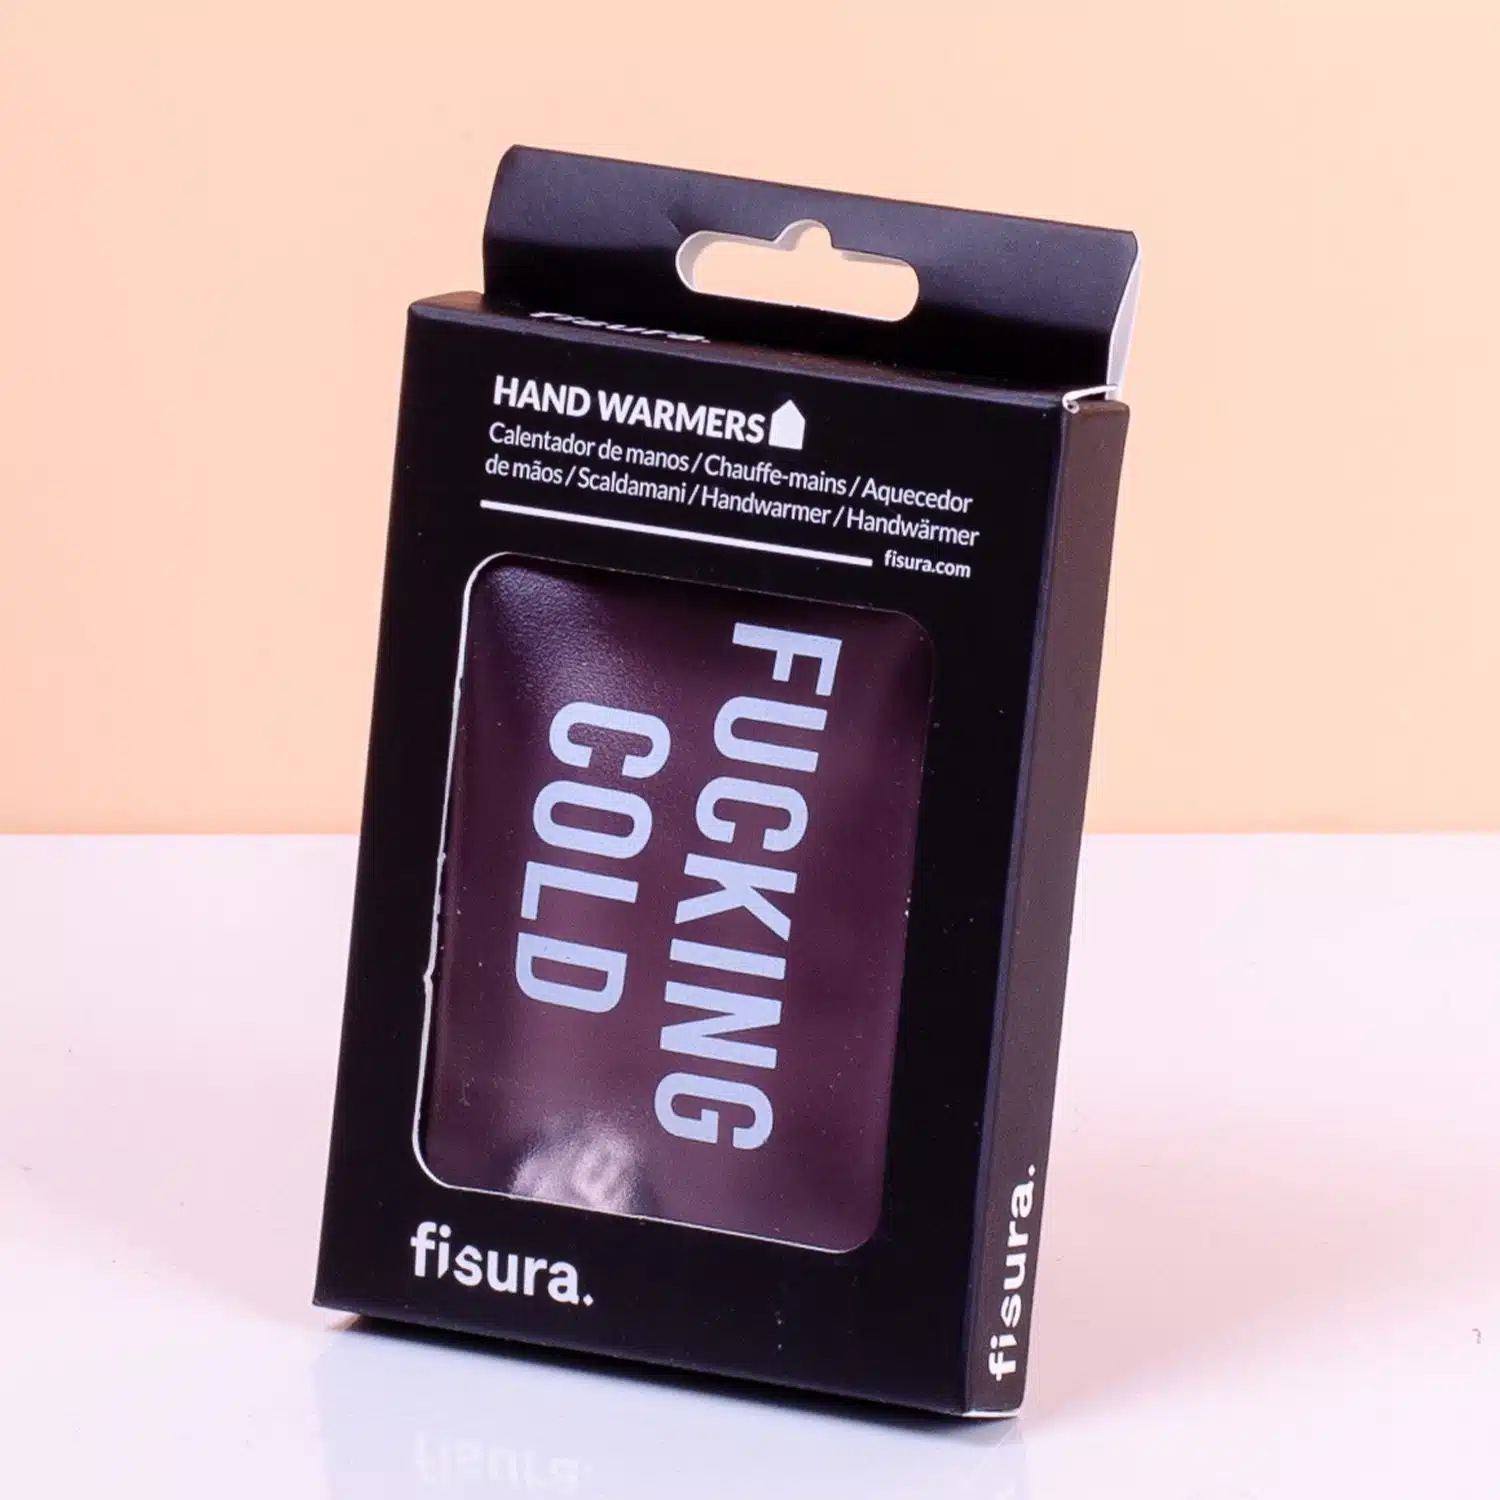 fisura.
HAND WARMERS
Calentador de manos / Chauffe-mains / Aquecedor
de mãos / Scaldamani / Handwarmer / Handwärmer
fisura.com
FUCKING
COLD
fisura.
fisura.